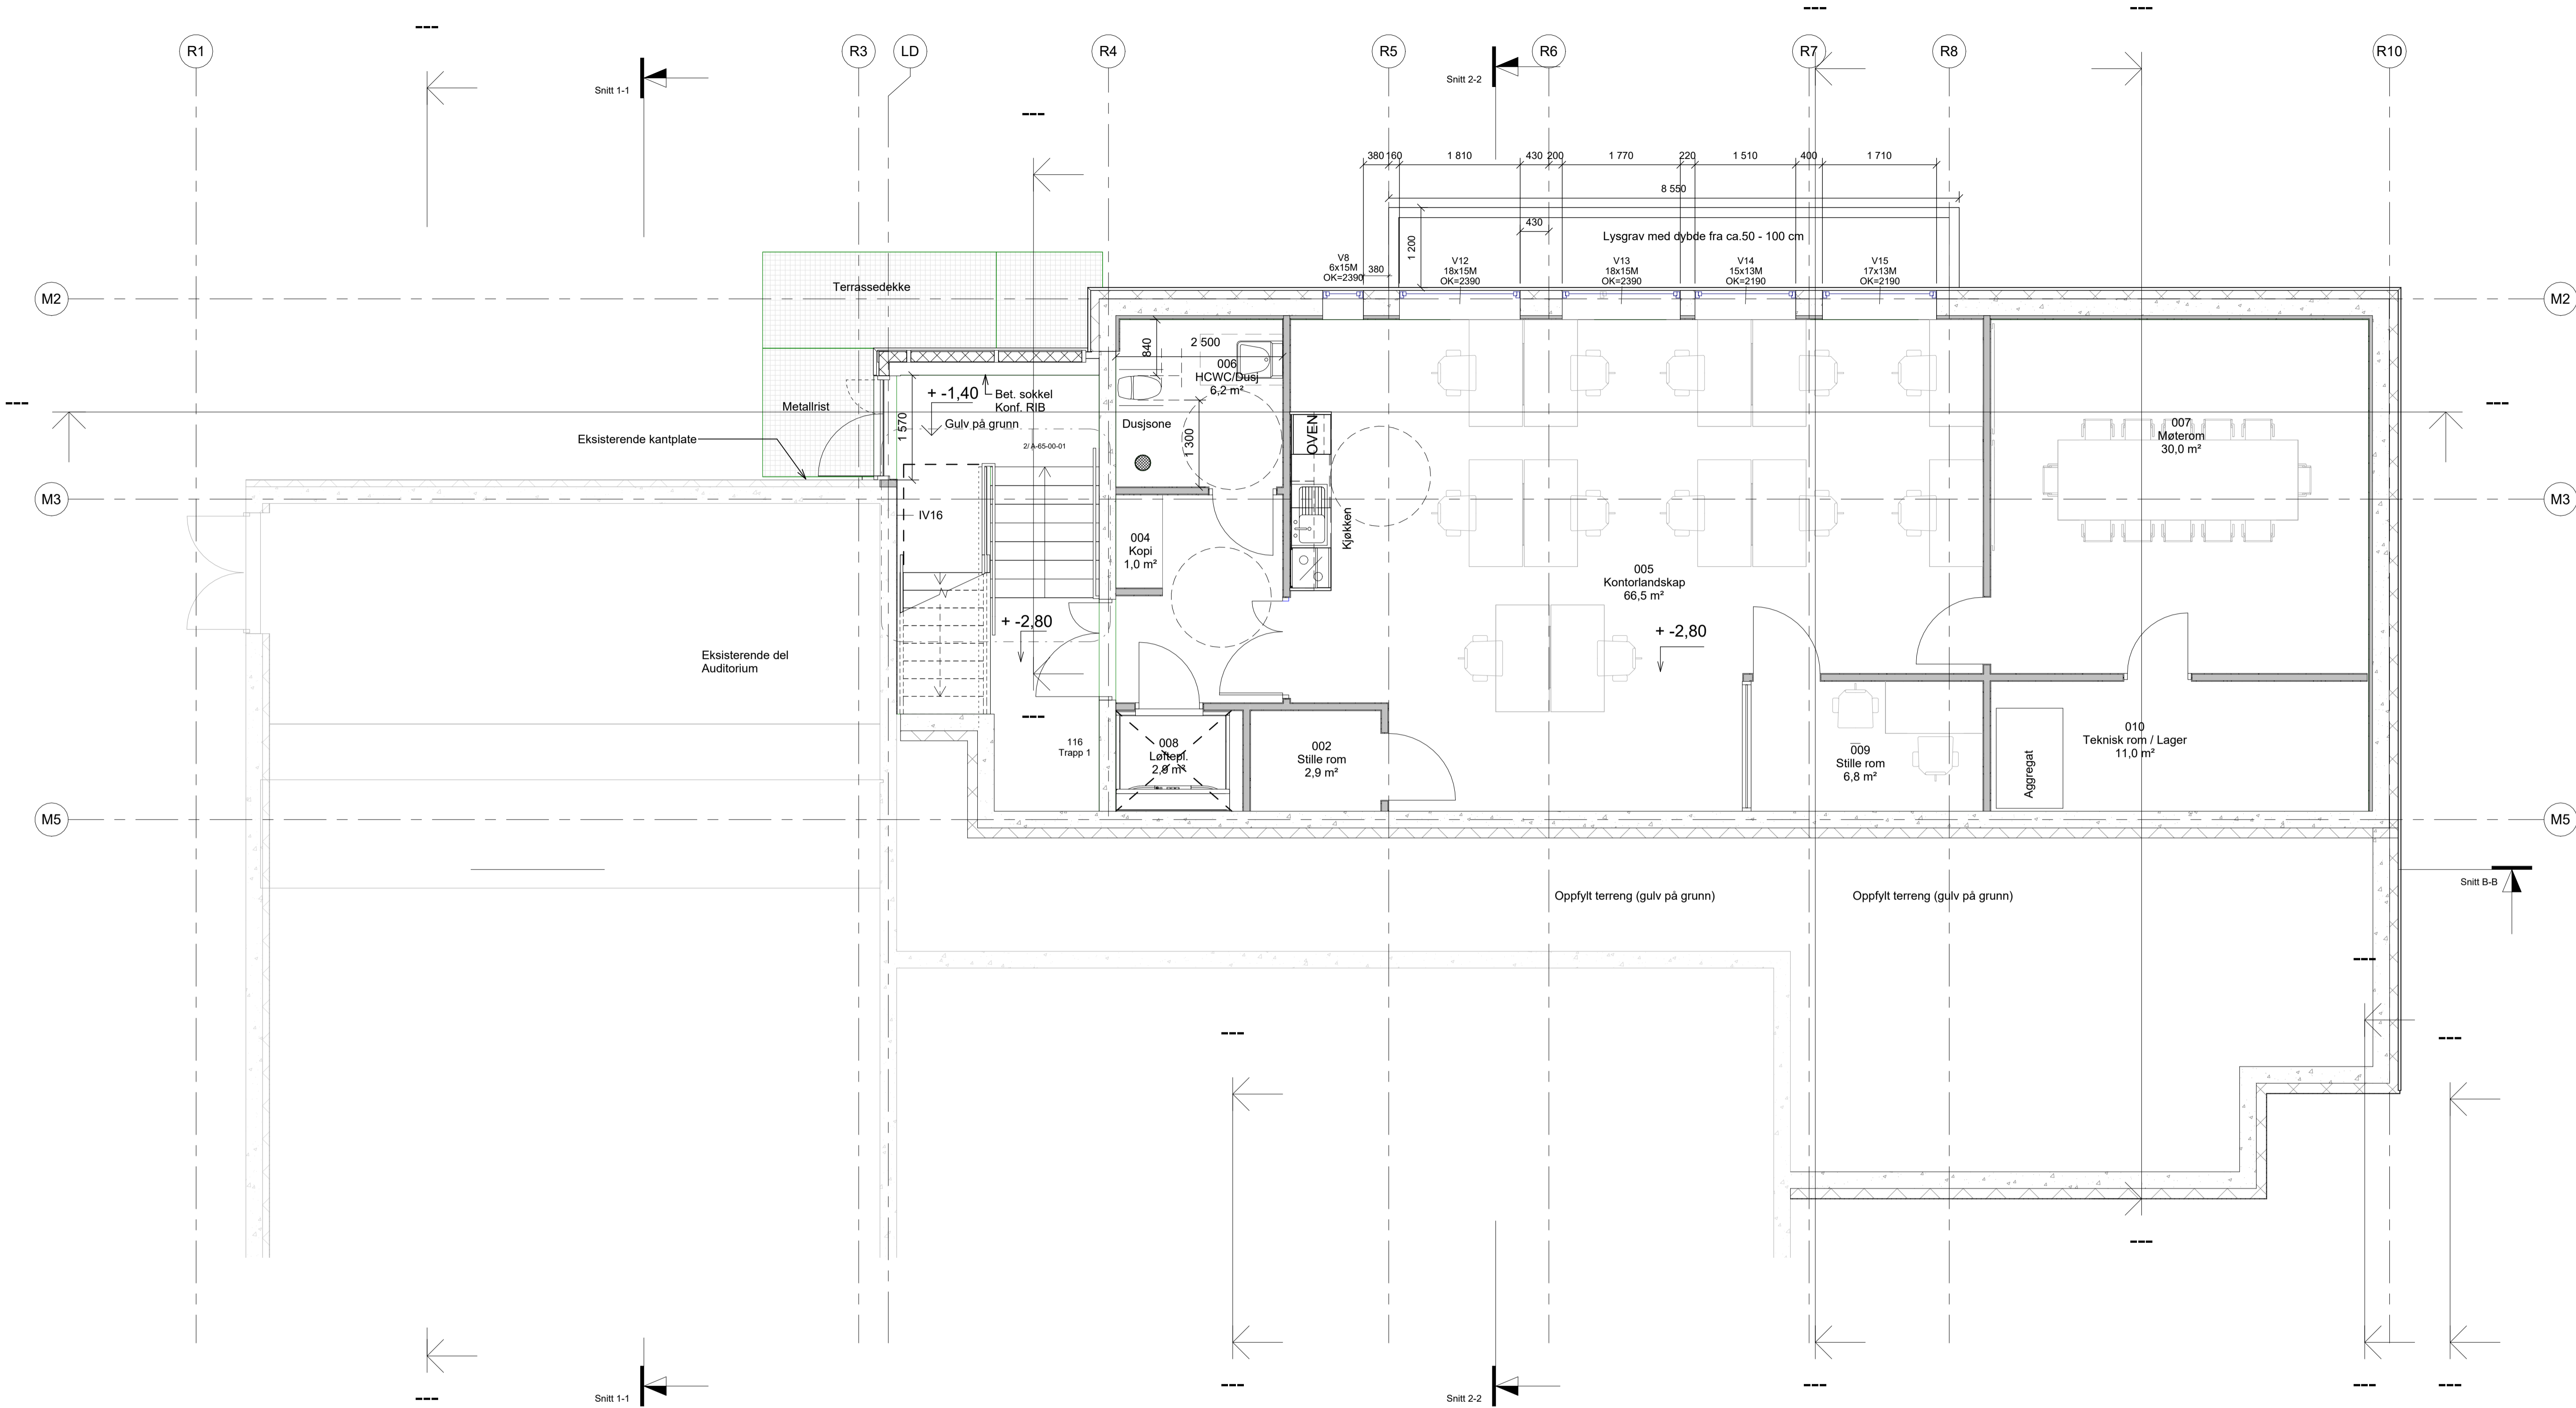 R1
R3
LD
R4
R5
R6
R7
R8
R10
---
---
---
---
Snitt 1-1
Snitt 2-2
380 160 1 810 430 200 1 770 220 1 510 400 1 710
8 550
430
1 200
Lysgrav med dybde fra ca.50 - 100 cm
V8
6x15M
OK=2390
380
V12
18x15M
OK=2390
V13
18x15M
OK=2390
V14
15x13M
OK=2190
V15
17x13M
OK=2190
M2
M2
Terrassedekke
840
2 500
006
HCWC/Dusj
6,2 m²
---
---
+ -1,40
Bet. sokkel
Konf. RIB
Metallrist
1 570
Gulv på grunn
Dusjsone
1 300
OVEN
Eksisterende kantplate
2/ A-65-00-01
007
Møterom
30,0 m²
M3
M3
IV16
Kjøkken
004
Kopi
1,0 m²
005
Kontorlandskap
66,5 m²
+ -2,80
+ -2,80
Eksisterende del
Auditorium
---
116
Trapp 1
008
Løftepl.
2,9 m²
002
Stille rom
2,9 m²
009
Stille rom
6,8 m²
Aggregat
010
Teknisk rom / Lager
11,0 m²
M5
M5
Oppfylt terreng (gulv på grunn)
Oppfylt terreng (gulv på grunn)
Snitt B-B
---
---
---
---
Snitt 1-1
Snitt 2-2
---
---
---
---
---